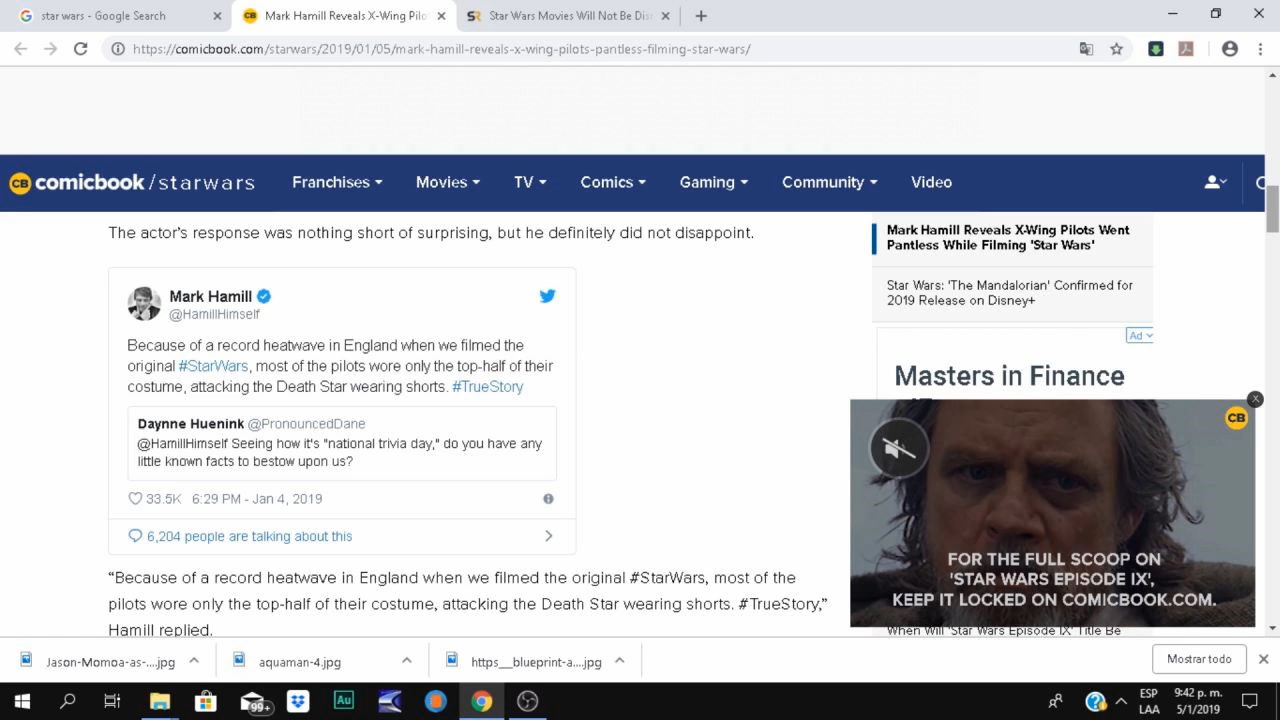 star wars - Google Search
Mark Hamill Reveals X-Wing Pilo
Star Wars Movies Will Not Be Dis
https://comicbook.com/starwars/2019/01/05/mark-hamill-reveals-x-wing-pilots-pantless-filming-star-wars/
CB comicbook/starwars
Franchises
Movies
TV
Comics
Gaming
Community
Video
The actor's response was nothing short of surprising, but he definitely did not disappoint.
Mark Hamill
@HamillHimself
Because of a record heatwave in England when we filmed the
original #StarWars, most of the pilots wore only the top-half of their
costume, attacking the Death Star wearing shorts. #TrueStory
Daynne Huenink @PronouncedDane
@HamillHimself Seeing how it's "national trivia day," do you have any
little known facts to bestow upon us?
33.5K 6:29 PM - Jan 4, 2019
6,204 people are talking about this
“Because of a record heatwave in England when we filmed the original #StarWars, most of the
pilots wore only the top-half of their costume, attacking the Death Star wearing shorts. #TrueStory,”
Hamill replied.
Mark Hamill Reveals X-Wing Pilots Went
Pantless While Filming 'Star Wars'
Star Wars: 'The Mandalorian' Confirmed for
2019 Release on Disney+
Ad
Masters in Finance
CB
FOR THE FULL SCOOP ON
'STAR WARS EPISODE IX',
KEEP IT LOCKED ON COMICBOOK.COM.
When Will 'Star Wars Episode IX' Title Be
Jason-Momoa-as-....jpg
aquaman-4.jpg
https__blueprint-a....jpg
Mostrar todo
99+
Au
ESP
LAA
9:42 p. m.
5/1/2019